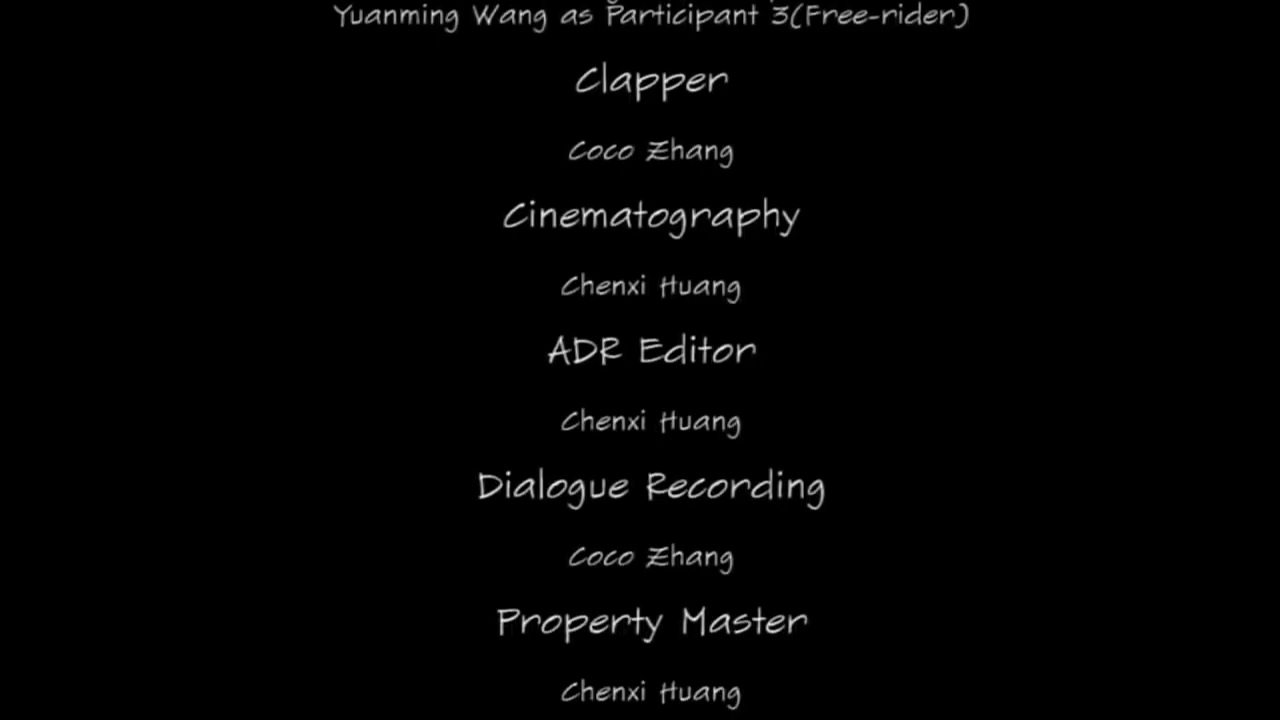 Yuanming Wang as Participant 3(Free-rider)
Clapper
Coco Zhang
Cinematography
Chenxi Huang
ADR Editor
Chenxi Huang
Dialogue Recording
Coco Zhang
Property Master
Chenxi Huang